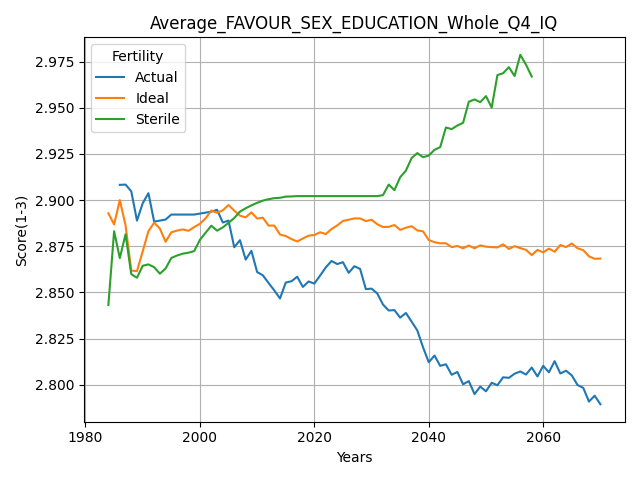 Average_FAVOUR_SEX_EDUCATION_Whole_Q4_IQ
Fertility
Actual
Ideal
Sterile
Score(1-3)
2.975
2.950
2.925
2.900
2.875
2.850
2.825
2.800
1980
2000
2020
2040
2060
Years